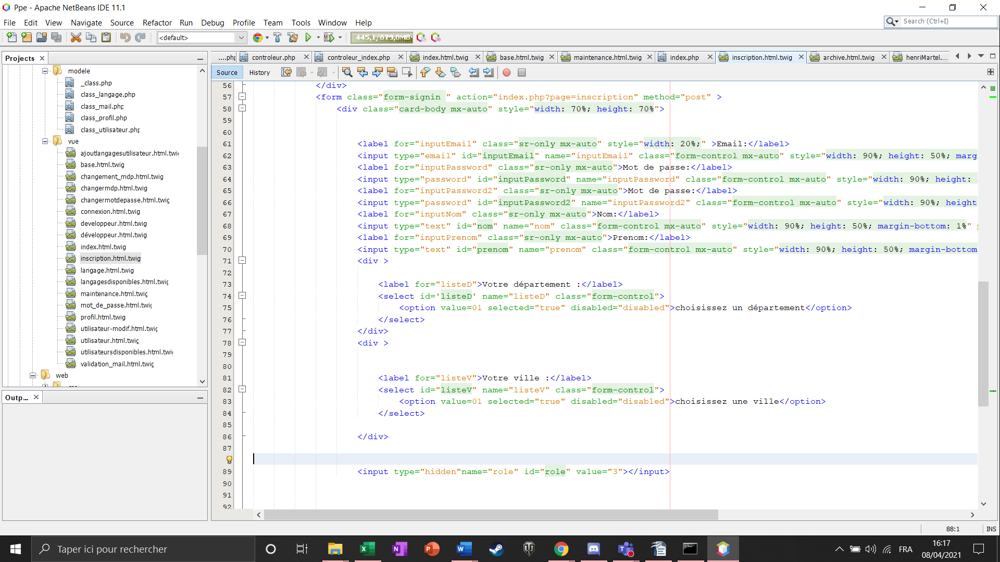 Ppe - Apache NetBeans IDE 11.1
File Edit View Navigate Source Refactor Run Debug Profile Team Tools Window Help
Search (Ctrl+I)
<default>
445,1/879,0MB
Projects
....php controleur.php controleur_index.php index.html.twig base.html.twig maintenance.html.twig index.php inscription.html.twig archive.html.twig henriMartel....
Source History
modele
_class.php
class_langage.php
class_mail.php
class_profil.php
class_utilisateur.php
vue
ajoutlangagesutilisateur.html.twig
base.html.twig
changement_mdp.html.twig
changermdp.html.twig
changermotdepasse.html.twig
connexion.html.twig
developpeur.html.twig
développeur.html.twig
index.html.twig
inscription.html.twig
langage.html.twig
langagesdisponibles.html.twig
maintenance.html.twig
mot_de_passe.html.twig
profil.html.twig
utilisateur-modif.html.twig
utilisateur.html.twig
utilisateursdisponibles.html.twig
validation_mail.html.twig
web
Outp...
56 </div>
57 <form class="form-signin " action="index.php?page=inscription" method="post" >
58 <div class="card-body mx-auto" style="width: 70%; height: 70%">
59
60
61 <label for="inputEmail" class="sr-only mx-auto" style="width: 20%;" >Email:</label>
62 <input type="email" id="inputEmail" name="inputEmail" class="form-control mx-auto" style="width: 90%; height: 50%; marg
63 <label for="inputPassword" class="sr-only mx-auto">Mot de passe:</label>
64 <input type="password" id="inputPassword" name="inputPassword" class="form-control mx-auto" style="width: 90%; height:
65 <label for="inputPassword2" class="sr-only mx-auto">Mot de passe:</label>
66 <input type="password" id="inputPassword2" name="inputPassword2" class="form-control mx-auto" style="width: 90%; height
67 <label for="inputNom" class="sr-only mx-auto">Nom:</label>
68 <input type="text" id="nom" name="nom" class="form-control mx-auto" style="width: 90%; height: 50%; margin-bottom: 1%" p
69 <label for="inputPrenom" class="sr-only mx-auto">Prenom:</label>
70 <input type="text" id="prenom" name="prenom" class="form-control mx-auto" style="width: 90%; height: 50%; margin-bottom
71 <div >
72
73 <label for="listeD">Votre département :</label>
74 <select id='listeD' name="listeD" class="form-control">
75 <option value=01 selected="true" disabled="disabled">choisissez un département</option>
76 </select>
77 </div>
78 <div >
79
80
81 <label for="listeV">Votre ville :</label>
82 <select id="listeV" name="listeV" class="form-control">
83 <option value=01 selected="true" disabled="disabled">choisissez une ville</option>
84 </select>
85
86 </div>
87
89 <input type="hidden"name="role" id="role" value="3"></input>
90
91
92
88:1 INS
Taper ici pour rechercher
FRA
16:17
08/04/2021